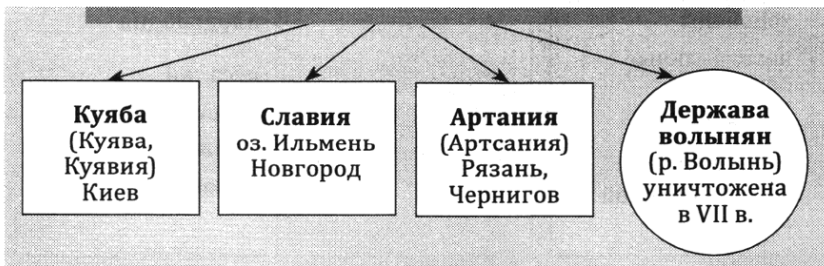 Куяба
(Куява,
Куявия)
Киев
Славия
оз. Ильмень
Новгород
Артания
(Артсания)
Рязань,
Чернигов
Держава
волынян
(р. Волынь)
уничтожена
в VII в.